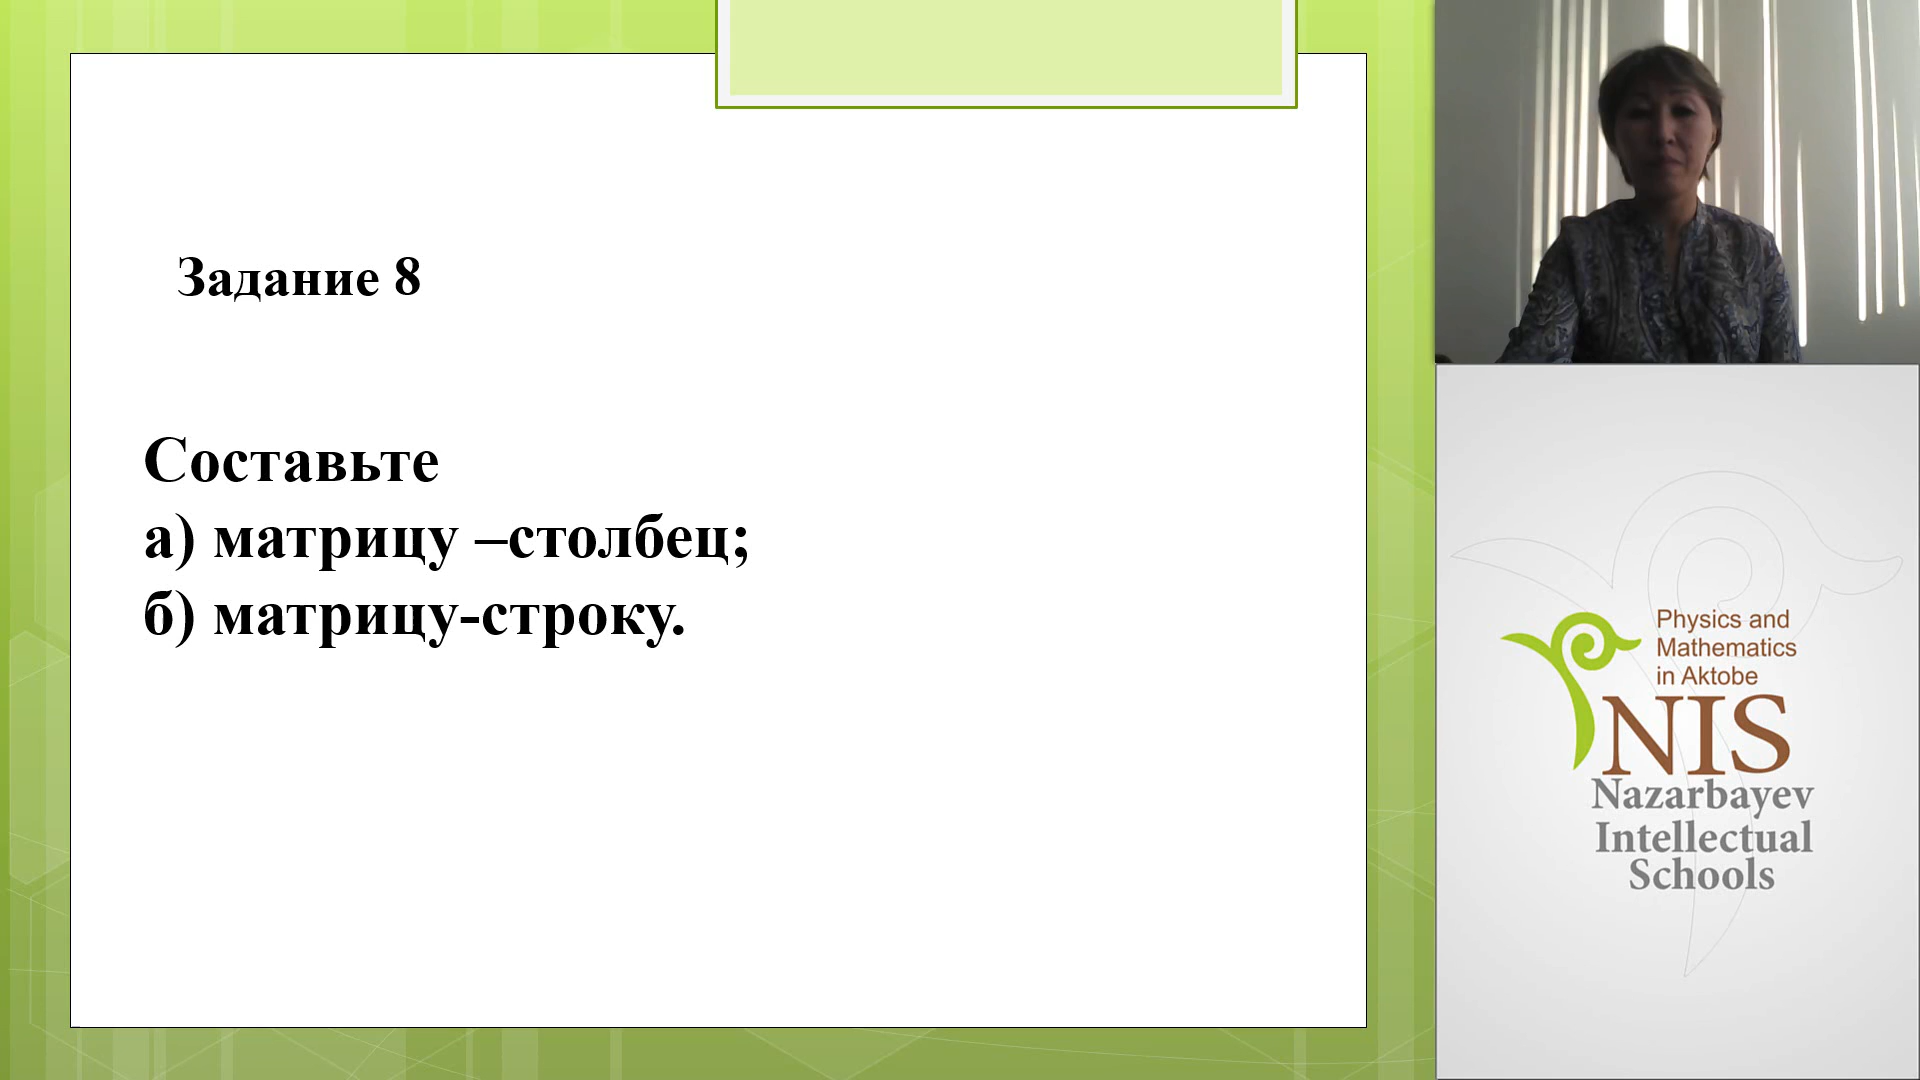 Задание 8
Составьте
а) матрицу –столбец;
б) матрицу-строку.
Physics and
Mathematics
in Aktobe
NIS
Nazarbayev
Intellectual
Schools